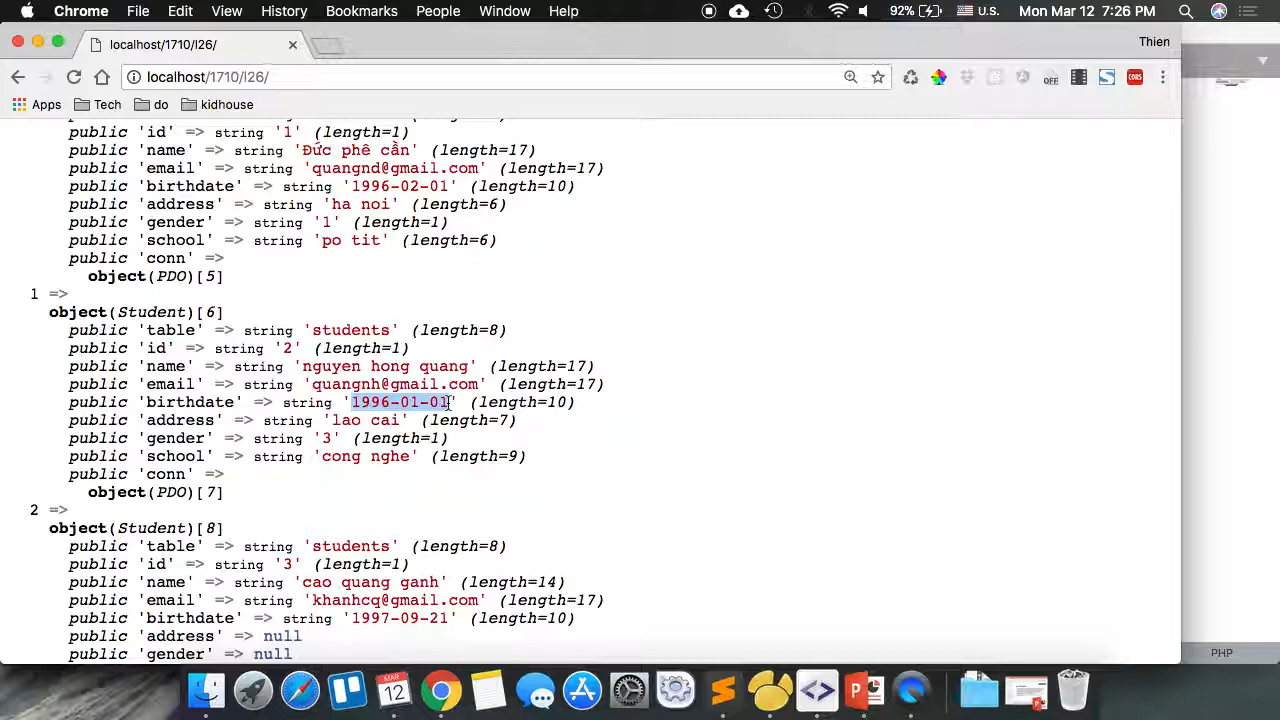 Chrome File Edit View History Bookmarks People Window Help 92% U.S. Mon Mar 12 7:26 PM
localhost/1710/l26/
Thien
localhost/1710/l26/
OFF CORS
Apps Tech do kidhouse
public 'id' => string '1' (length=1)
public 'name' => string 'Đức phê cần' (length=17)
public 'email' => string 'quangnd@gmail.com' (length=17)
public 'birthdate' => string '1996-02-01' (length=10)
public 'address' => string 'ha noi' (length=6)
public 'gender' => string '1' (length=1)
public 'school' => string 'po tit' (length=6)
public 'conn' =>
object(PDO)[5]
1 =>
object(Student)[6]
public 'table' => string 'students' (length=8)
public 'id' => string '2' (length=1)
public 'name' => string 'nguyen hong quang' (length=17)
public 'email' => string 'quangnh@gmail.com' (length=17)
public 'birthdate' => string '1996-01-01' (length=10)
public 'address' => string 'lao cai' (length=7)
public 'gender' => string '3' (length=1)
public 'school' => string 'cong nghe' (length=9)
public 'conn' =>
object(PDO)[7]
2 =>
object(Student)[8]
public 'table' => string 'students' (length=8)
public 'id' => string '3' (length=1)
public 'name' => string 'cao quang ganh' (length=14)
public 'email' => string 'khanhcq@gmail.com' (length=17)
public 'birthdate' => string '1997-09-21' (length=10)
public 'address' => null
public 'gender' => null
PHP
MAR
12